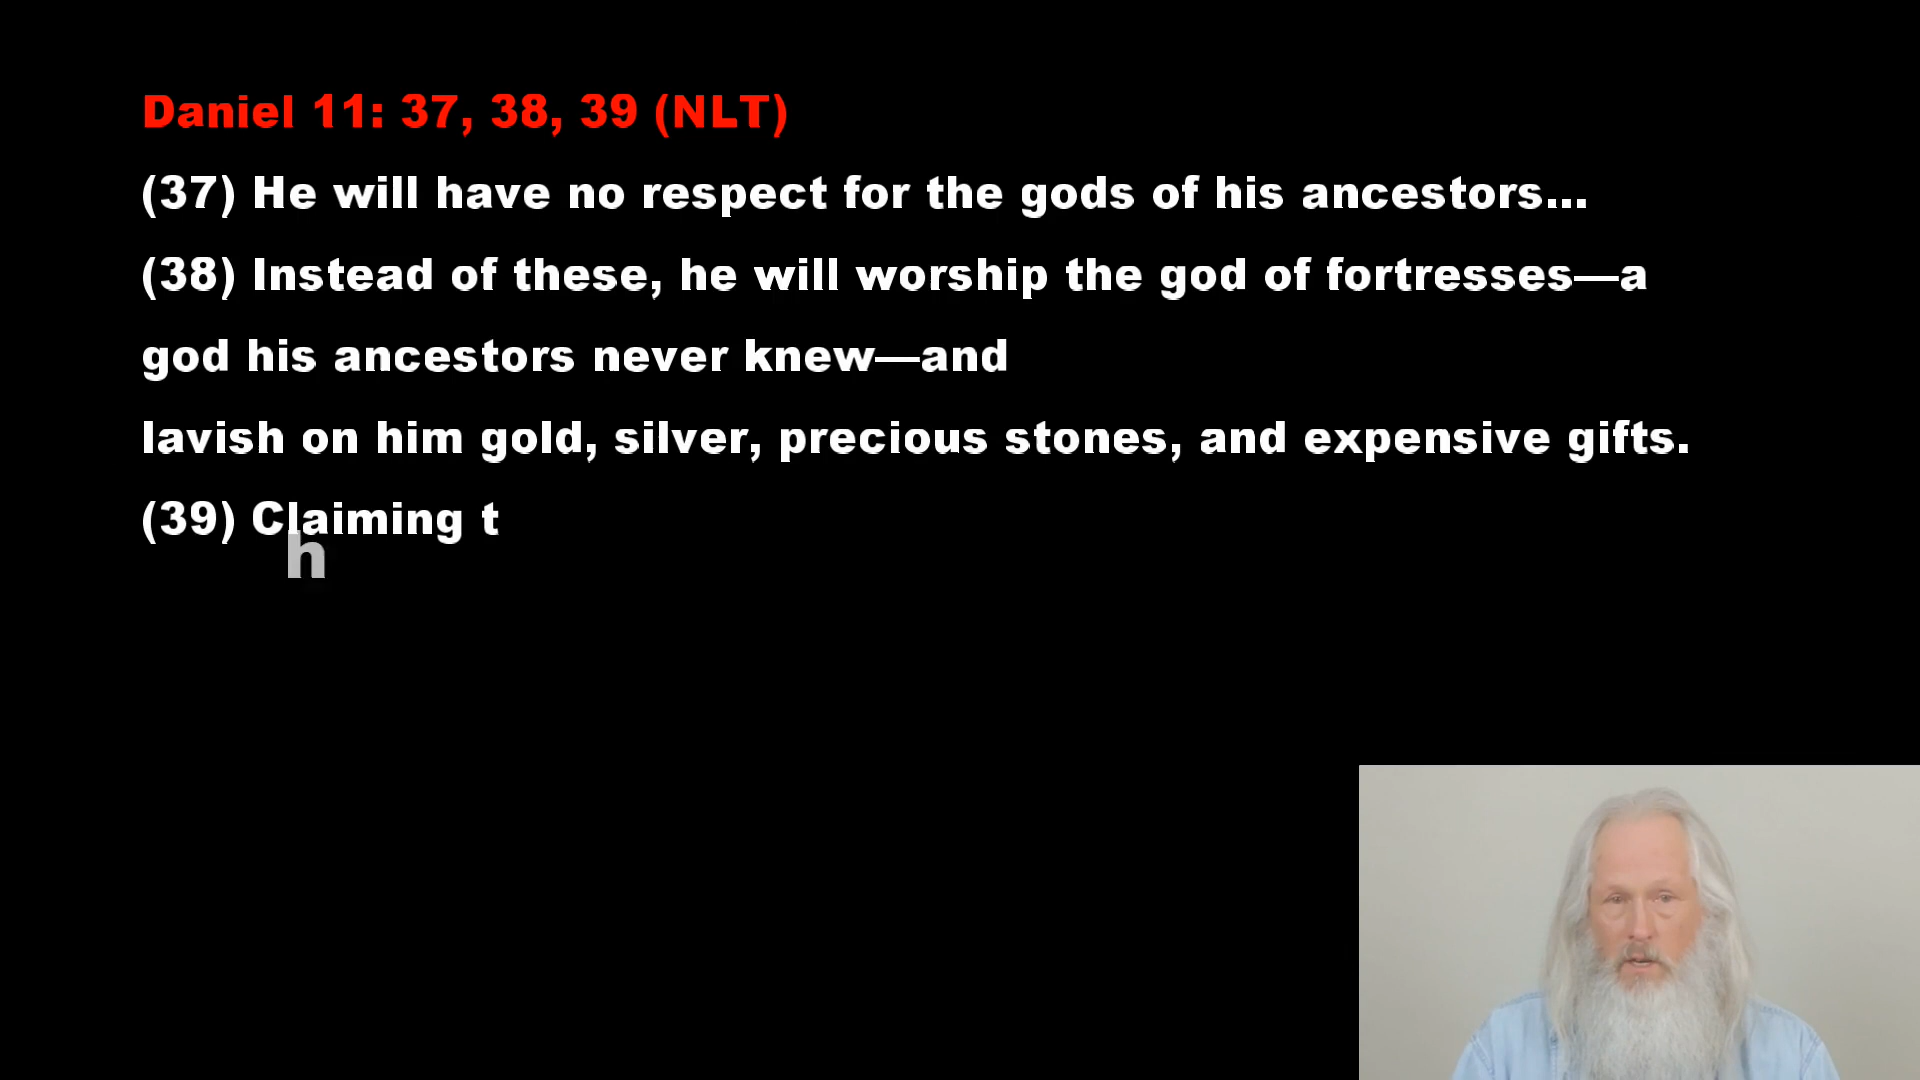 Daniel 11: 37, 38, 39 (NLT)
(37) He will have no respect for the gods of his ancestors...
(38) Instead of these, he will worship the god of fortresses—a
god his ancestors never knew—and
lavish on him gold, silver, precious stones, and expensive gifts.
(39) Claiming t
h